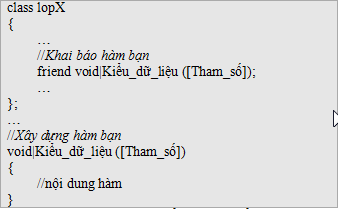 class lopX
{
…
//Khai báo hàm bạn
friend void|Kiểu_dữ_liệu ([Tham_số]);
…
};
…
//Xây dựng hàm bạn
void|Kiểu_dữ_liệu ([Tham_số])
{
//nội dung hàm
}